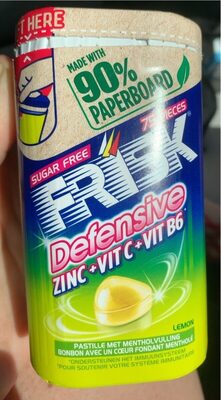 T HERE
MADE WITH
90%
PAPERBOARD
SUGAR FREE
75 PIECES
FRISK
Defensive
ZINC + VIT C + VIT B6*
LEMON
PASTILLE MET MENTHOLVULLING
BONBON AVEC UN CŒUR FONDANT MENTHOLÉ
*ONDERSTEUNEN HET IMMUUNSYSTEEM
*POUR SOUTENIR VOTRE SYSTÈME IMMUNITAIRE